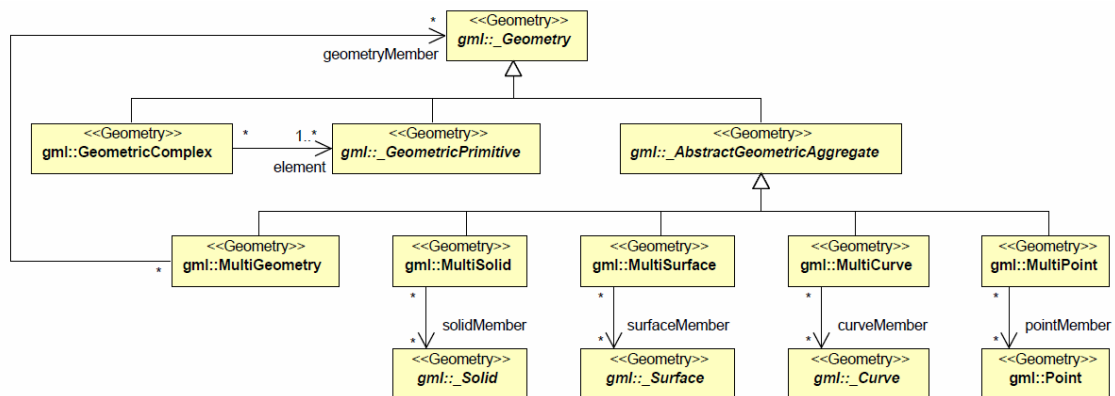 *
<<Geometry>>
gml::_Geometry
geometryMember
<<Geometry>>
gml::GeometricComplex
*
1..*
element
<<Geometry>>
gml::_GeometricPrimitive
<<Geometry>>
gml::_AbstractGeometricAggregate
<<Geometry>>
gml::MultiGeometry
*
<<Geometry>>
gml::MultiSolid
<<Geometry>>
gml::MultiSurface
<<Geometry>>
gml::MultiCurve
<<Geometry>>
gml::MultiPoint
*
*
*
*
solidMember
surfaceMember
curveMember
pointMember
*
*
*
*
<<Geometry>>
gml::_Solid
<<Geometry>>
gml::_Surface
<<Geometry>>
gml::_Curve
<<Geometry>>
gml::Point